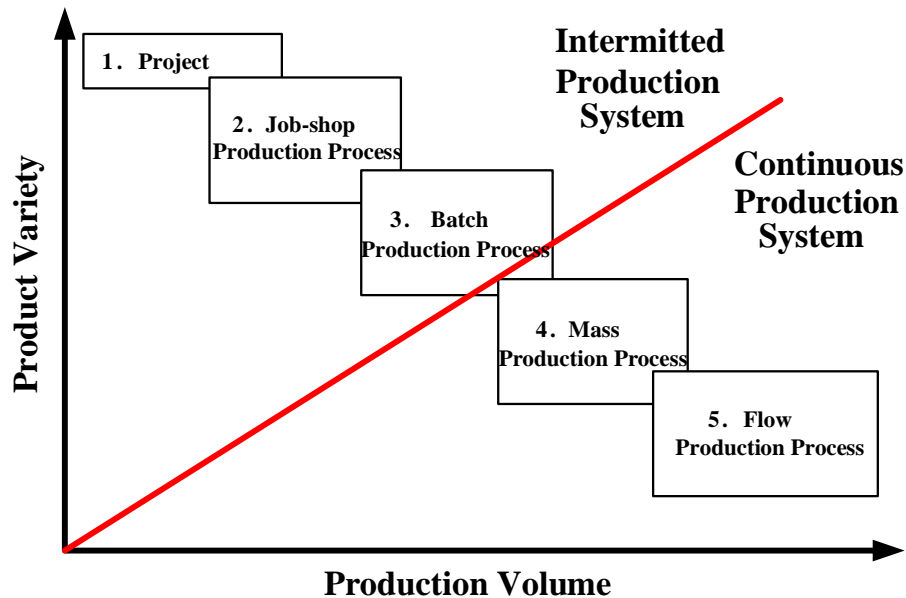 1. Project
2. Job-shop
Production Process
3. Batch
Production Process
4. Mass
Production Process
5. Flow
Production Process
Intermitted
Production
System
Continuous
Production
System
Product Variety
Production Volume